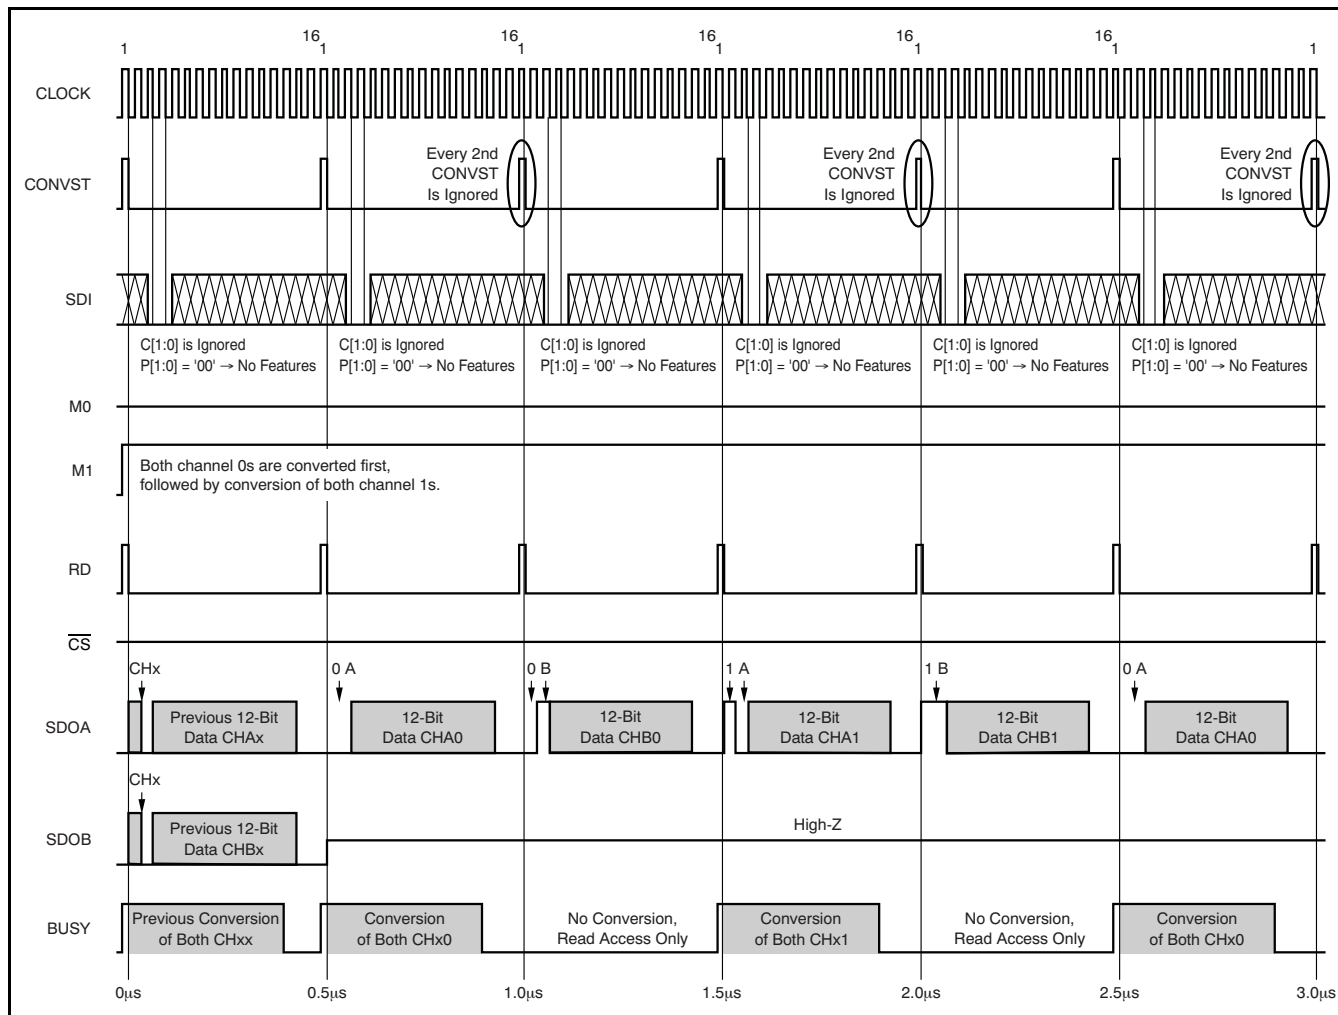 1
16
1
16
1
16
1
16
1
16
1
1
CLOCK
CONVST
Every 2nd
CONVST
Is Ignored
Every 2nd
CONVST
Is Ignored
Every 2nd
CONVST
Is Ignored
SDI
C[1:0] is Ignored
P[1:0] = '00' → No Features
C[1:0] is Ignored
P[1:0] = '00' → No Features
C[1:0] is Ignored
P[1:0] = '00' → No Features
C[1:0] is Ignored
P[1:0] = '00' → No Features
C[1:0] is Ignored
P[1:0] = '00' → No Features
C[1:0] is Ignored
P[1:0] = '00' → No Features
M0
M1
Both channel 0s are converted first,
followed by conversion of both channel 1s.
RD
CS
CHx
0 A
0 B
1 A
1 B
0 A
SDOA
Previous 12-Bit
Data CHAx
12-Bit
Data CHA0
12-Bit
Data CHB0
12-Bit
Data CHA1
12-Bit
Data CHB1
12-Bit
Data CHA0
CHx
SDOB
Previous 12-Bit
Data CHBx
High-Z
BUSY
Previous Conversion
of Both CHxx
Conversion
of Both CHx0
No Conversion,
Read Access Only
Conversion
of Both CHx1
No Conversion,
Read Access Only
Conversion
of Both CHx0
0μs
0.5μs
1.0μs
1.5μs
2.0μs
2.5μs
3.0μs